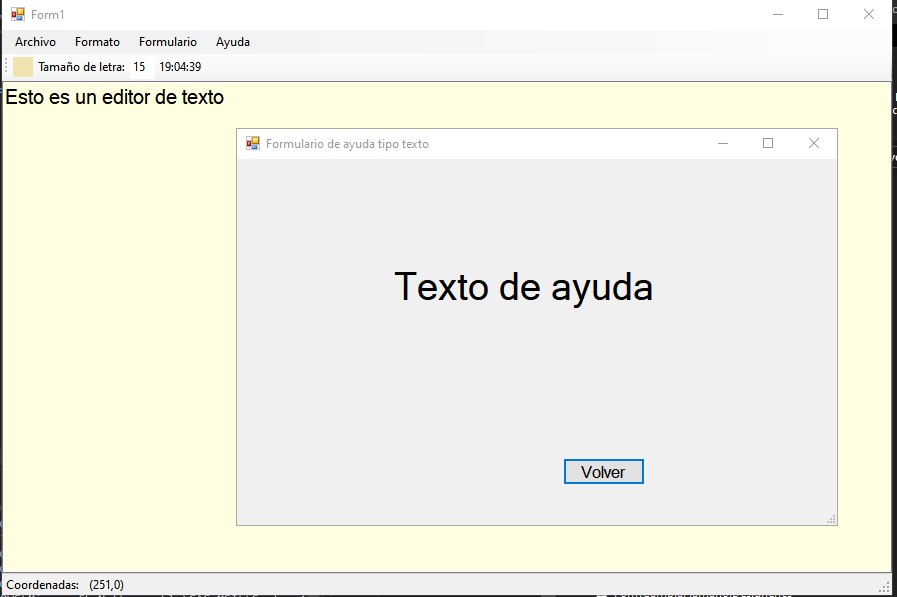 Form1
Archivo Formato Formulario Ayuda
Tamaño de letra: 15 19:04:39
Esto es un editor de texto
Formulario de ayuda tipo texto
Texto de ayuda
Volver
Coordenadas: (251,0)